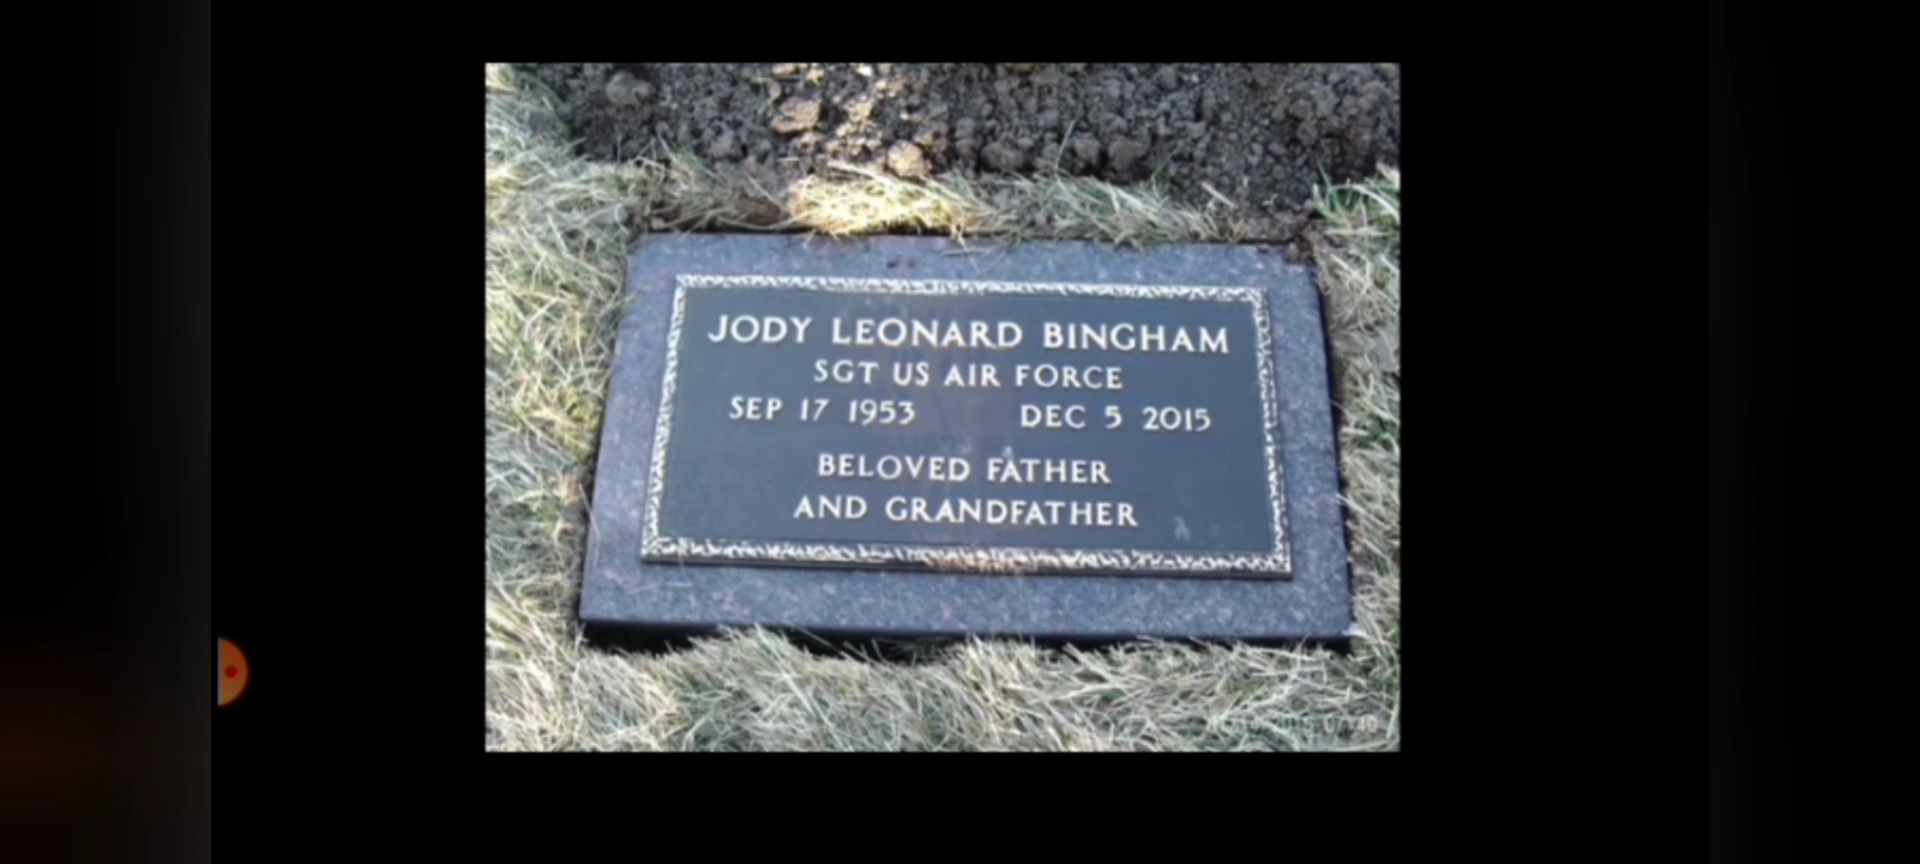 JODY LEONARD BINGHAM
SGT US AIR FORCE
SEP 17 1953 DEC 5 2015
BELOVED FATHER
AND GRANDFATHER